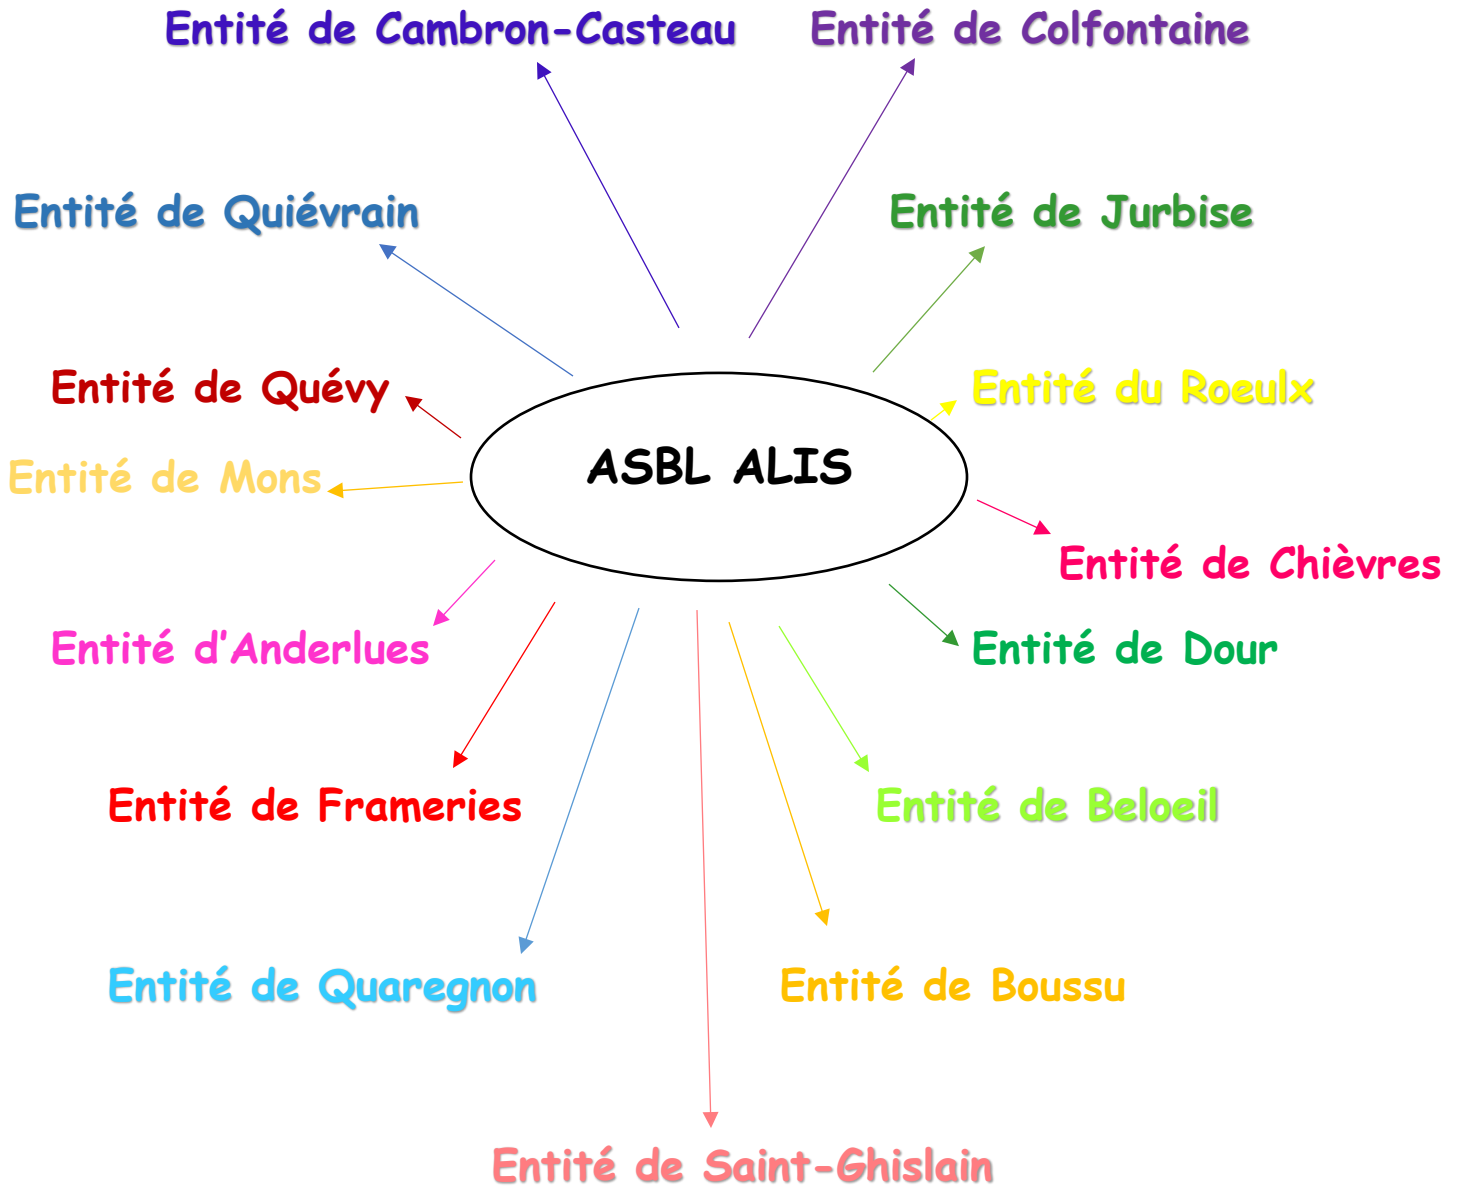 Entité de Cambron-Casteau
Entité de Colfontaine
Entité de Quiévrain
Entité de Jurbise
Entité de Quévy
Entité du Roeulx
ASBL ALIS
Entité de Mons
Entité de Chièvres
Entité d’Anderlues
Entité de Dour
Entité de Frameries
Entité de Beloeil
Entité de Quaregnon
Entité de Boussu
Entité de Saint-Ghislain